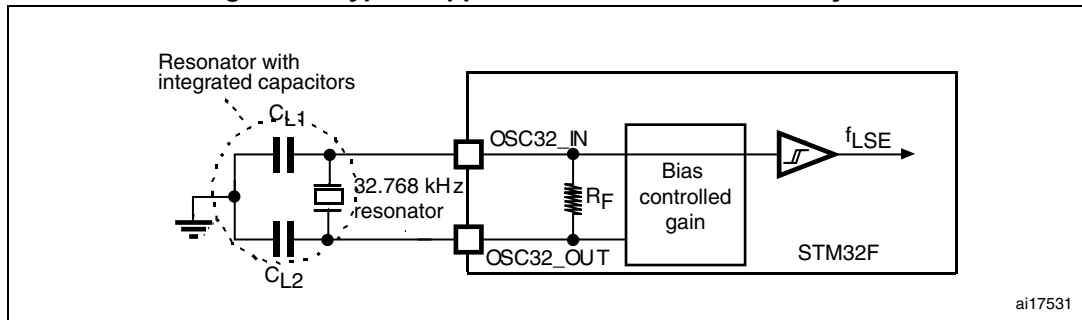 Resonator with
integrated capacitors
CL1
OSC32_IN
fLSE
Bias
controlled
gain
32.768 kHz
resonator
RF
STM32F
OSC32_OUT
CL2
ai17531